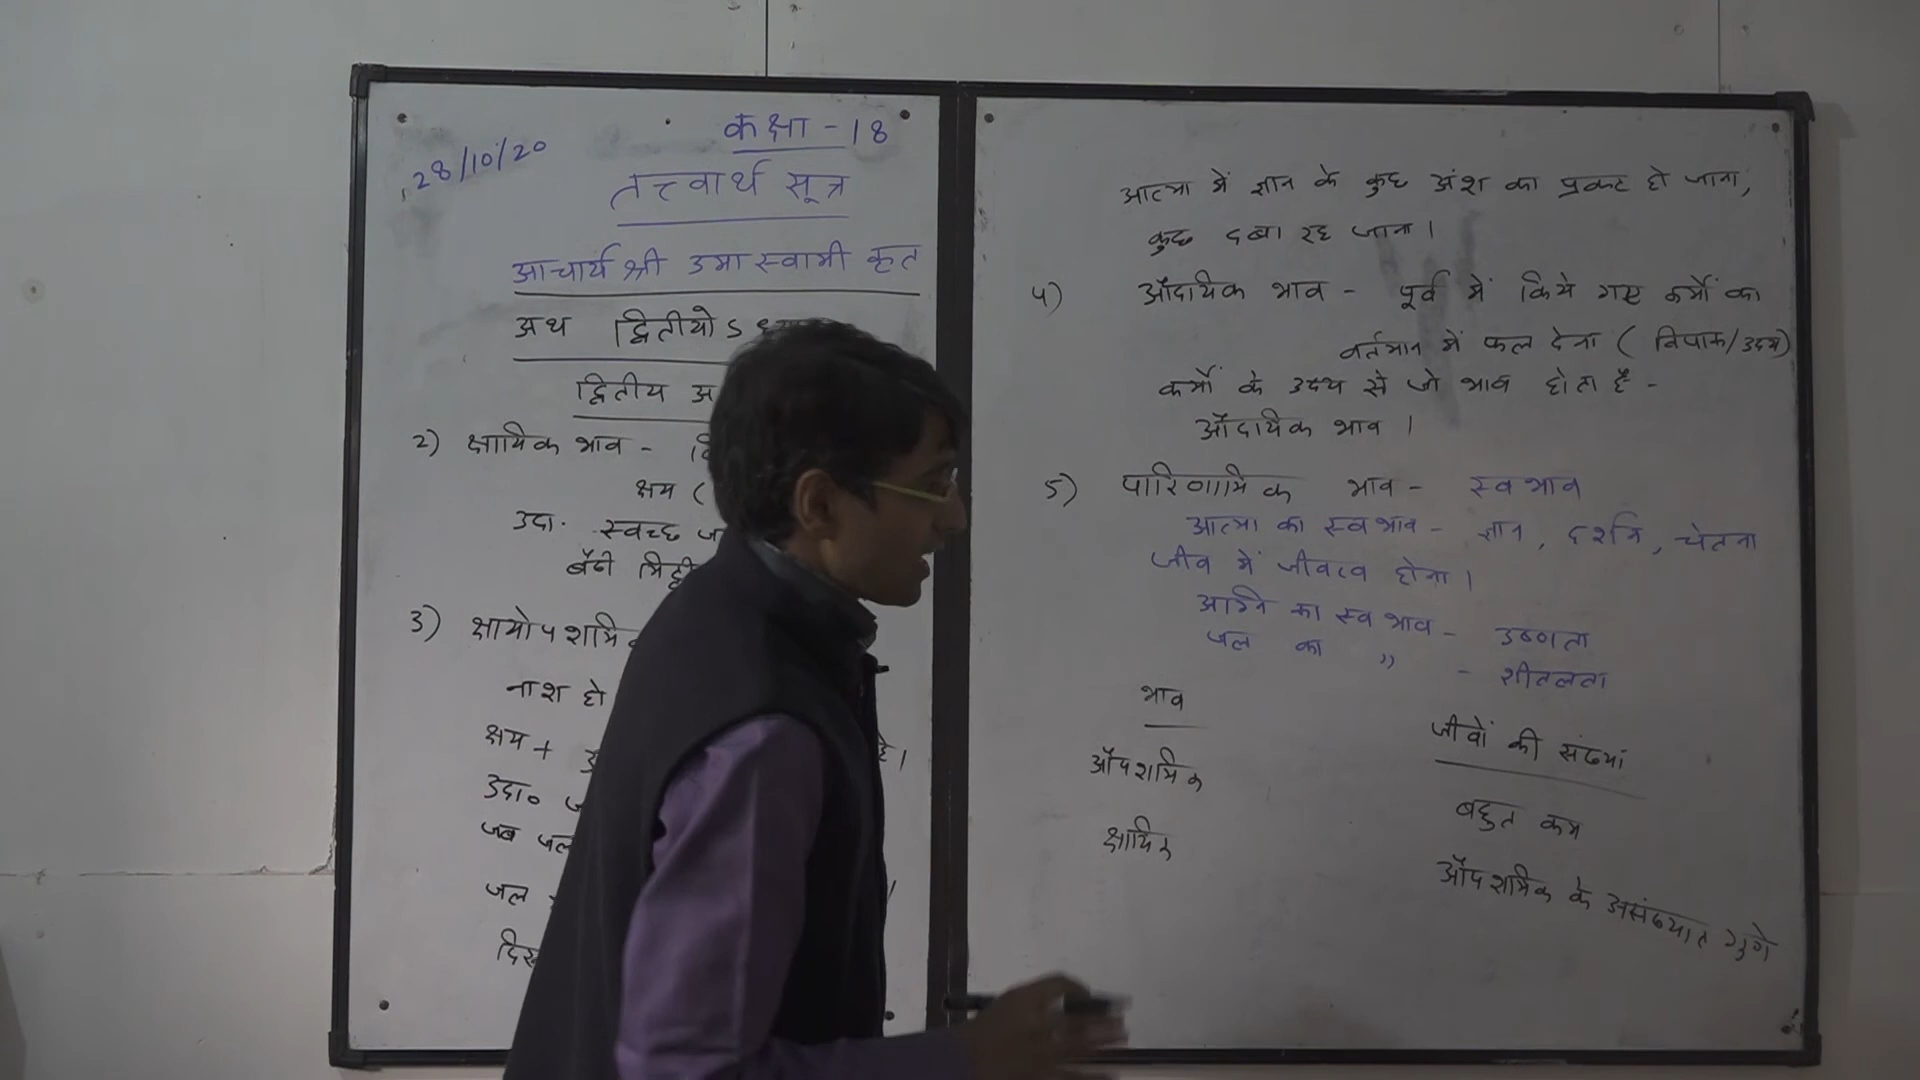 28/10/20
कक्षा - 18
तत्त्वार्थ सूत्र
आचार्य श्री उमास्वामी कृत
अथ द्वितीयोऽ
द्वितीय अ
2) क्षायिक भाव -
क्षय (
उदा. स्वच्छ
बैठी मिट्टी
3) क्षायोपशमिक
नाश हो
क्षय + है।
उदा०
जब जल
जल
आत्मा में ज्ञान के कुछ अंश का प्रकट हो जाना,
कुछ दबा रह जाना।
4) औदायिक भाव - पूर्व में किये गए कर्मों का
वर्तमान में फल देना ( विपाक/उदय)
कर्मों के उदय से जो भाव होता है -
औदायिक भाव ।
5) पारिणामिक भाव - स्वभाव
आत्मा का स्वभाव - ज्ञान, दर्शन, चेतना
जीव में जीवत्व होना।
अग्नि का स्वभाव - उष्णता
जल का " - शीतलता
भाव जीवों की संख्यां
औपशमिक बहुत कम
क्षायिक औपशमिक के असंख्यात गुणे